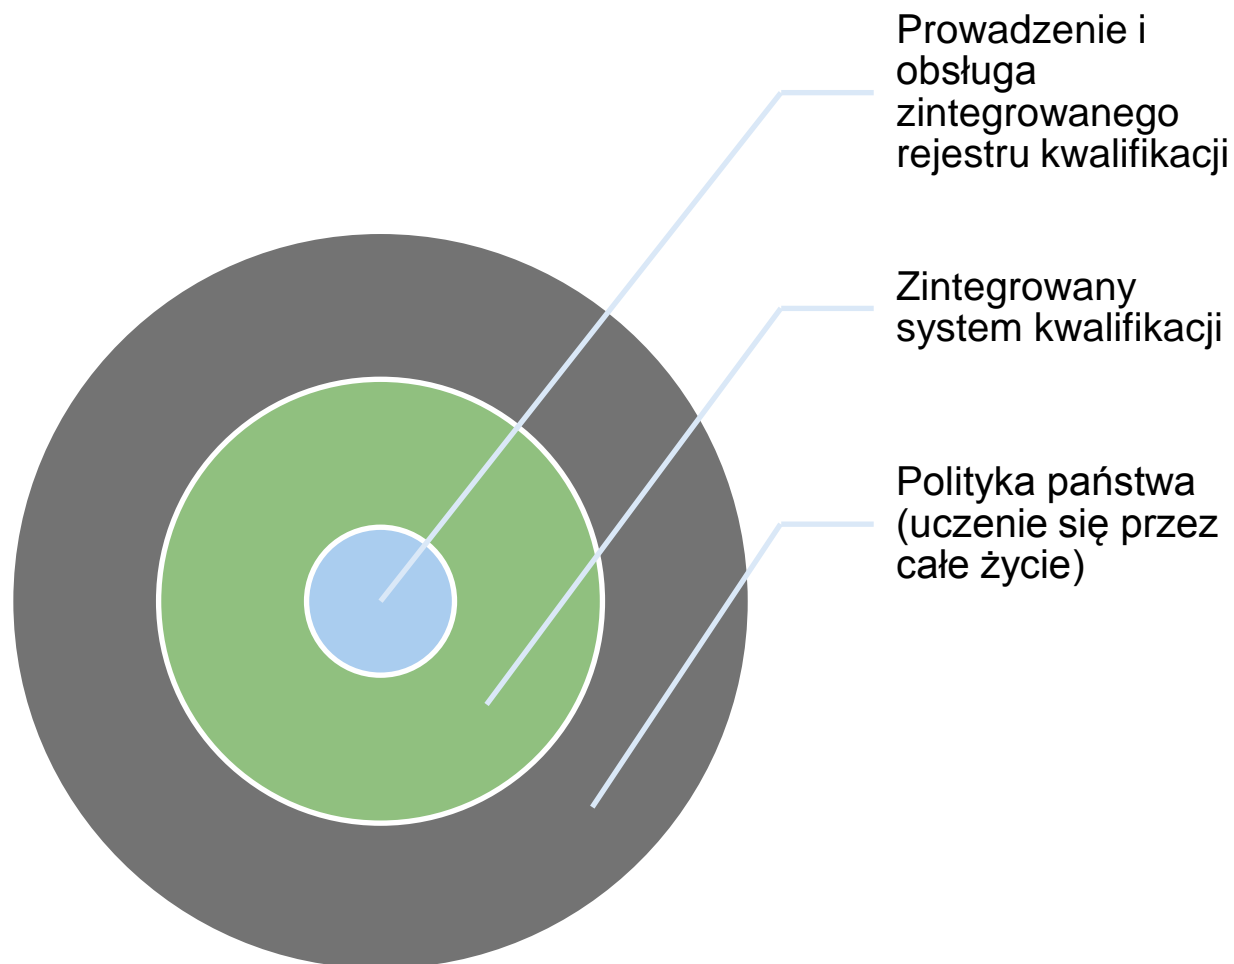 Prowadzenie i
obsługa
zintegrowanego
rejestru kwalifikacji
Zintegrowany
system kwalifikacji
Polityka państwa
(uczenie się przez
całe życie)